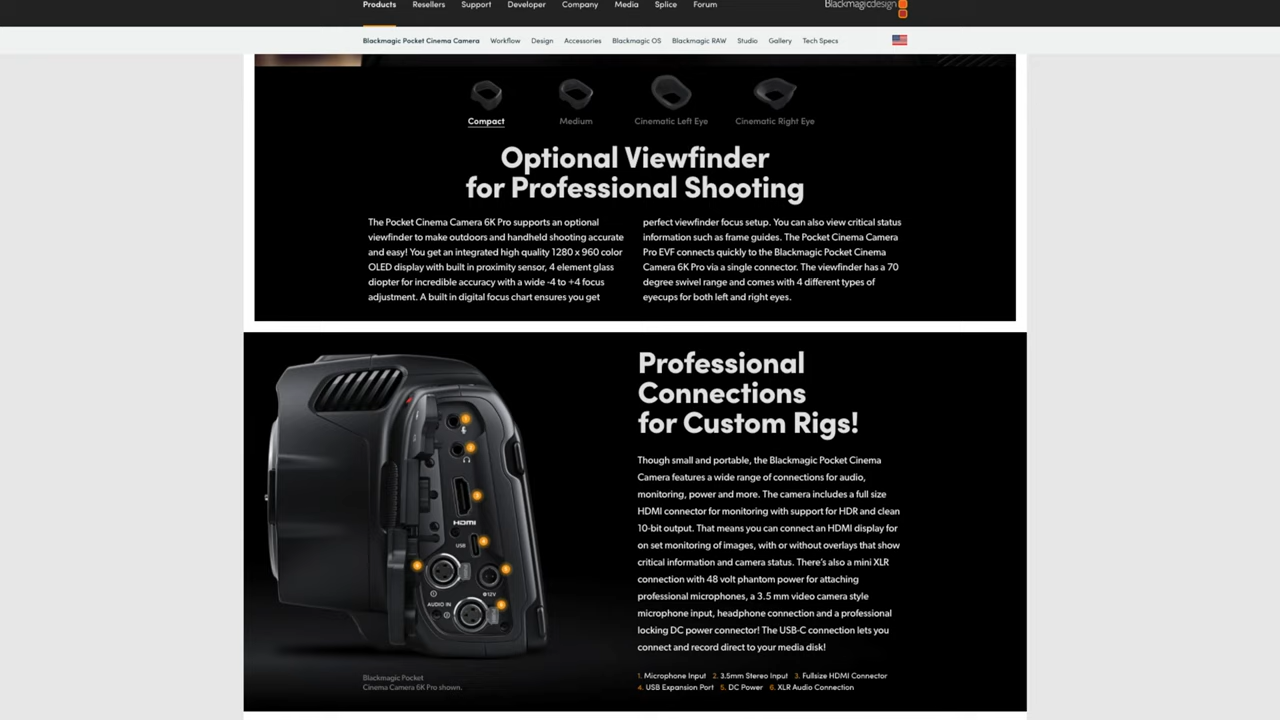 Products Resellers Support Developer Company Media Splice Forum Blackmagicdesign
Blackmagic Pocket Cinema Camera Workflow Design Accessories Blackmagic OS Blackmagic RAW Studio Gallery Tech Specs
Compact Medium Cinematic Left Eye Cinematic Right Eye
Optional Viewfinder
for Professional Shooting
The Pocket Cinema Camera 6K Pro supports an optional
viewfinder to make outdoors and handheld shooting accurate
and easy! You get an integrated high quality 1280 x 960 color
OLED display with built in proximity sensor, 4 element glass
diopter for incredible accuracy with a wide -4 to +4 focus
adjustment. A built in digital focus chart ensures you get
perfect viewfinder focus setup. You can also view critical status
information such as frame guides. The Pocket Cinema Camera
Pro EVF connects quickly to the Blackmagic Pocket Cinema
Camera 6K Pro via a single connector. The viewfinder has a 70
degree swivel range and comes with 4 different types of
eyecups for both left and right eyes.
HDMI
USB
12V
AUDIO IN
Blackmagic Pocket
Cinema Camera 6K Pro shown.
Professional
Connections
for Custom Rigs!
Though small and portable, the Blackmagic Pocket Cinema
Camera features a wide range of connections for audio,
monitoring, power and more. The camera includes a full size
HDMI connector for monitoring with support for HDR and clean
10-bit output. That means you can connect an HDMI display for
on set monitoring of images, with or without overlays that show
critical information and camera status. There's also a mini XLR
connection with 48 volt phantom power for attaching
professional microphones, a 3.5 mm video camera style
microphone input, headphone connection and a professional
locking DC power connector! The USB-C connection lets you
connect and record direct to your media disk!
1. Microphone Input 2. 3.5mm Stereo Input 3. Fullsize HDMI Connector
4. USB Expansion Port 5. DC Power 6. XLR Audio Connection